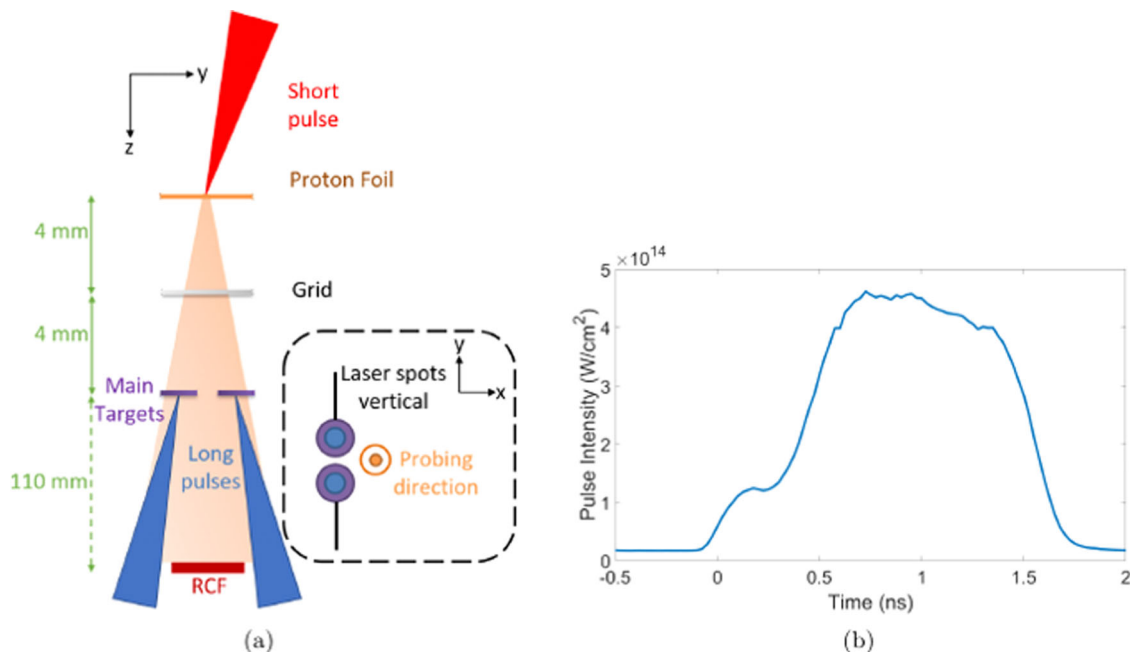 y
z
Short
pulse
Proton Foil
4 mm
Grid
4 mm
Main
Targets
Long
pulses
110 mm
RCF
y
x
Laser spots
vertical
Probing
direction
(a)
×10^14
Pulse Intensity (W/cm²)
5
4
3
2
1
0
-0.5 0 0.5 1 1.5 2
Time (ns)
(b)